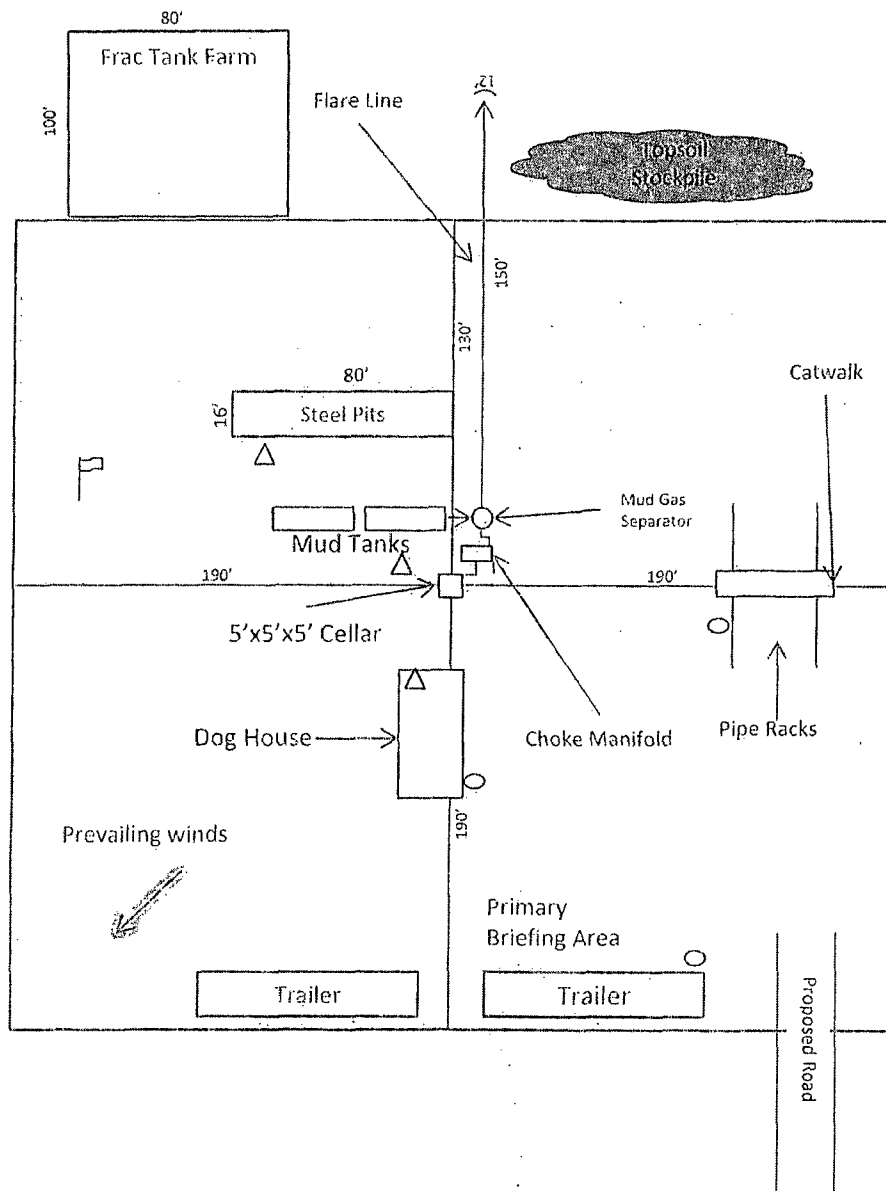 80'
Frac Tank Farm
100'
Flare Line
12'
Topsoil
Stockpile
150'
130'
80'
16'
Steel Pits
Catwalk
Mud Gas
Separator
Mud Tanks
190'
190'
5'x5'x5' Cellar
Dog House
Choke Manifold
Pipe Racks
190'
Prevailing winds
Primary
Briefing Area
Trailer
Trailer
Proposed Road